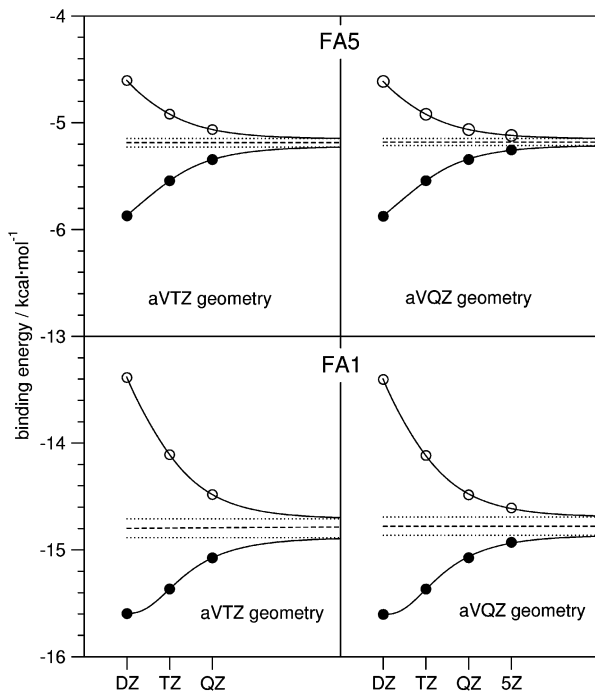 -4
FA5
-5
-6
aVTZ geometry
aVQZ geometry
binding energy / kcal·mol⁻¹
-13
FA1
-14
-15
aVTZ geometry
aVQZ geometry
-16
DZ TZ QZ DZ TZ QZ 5Z